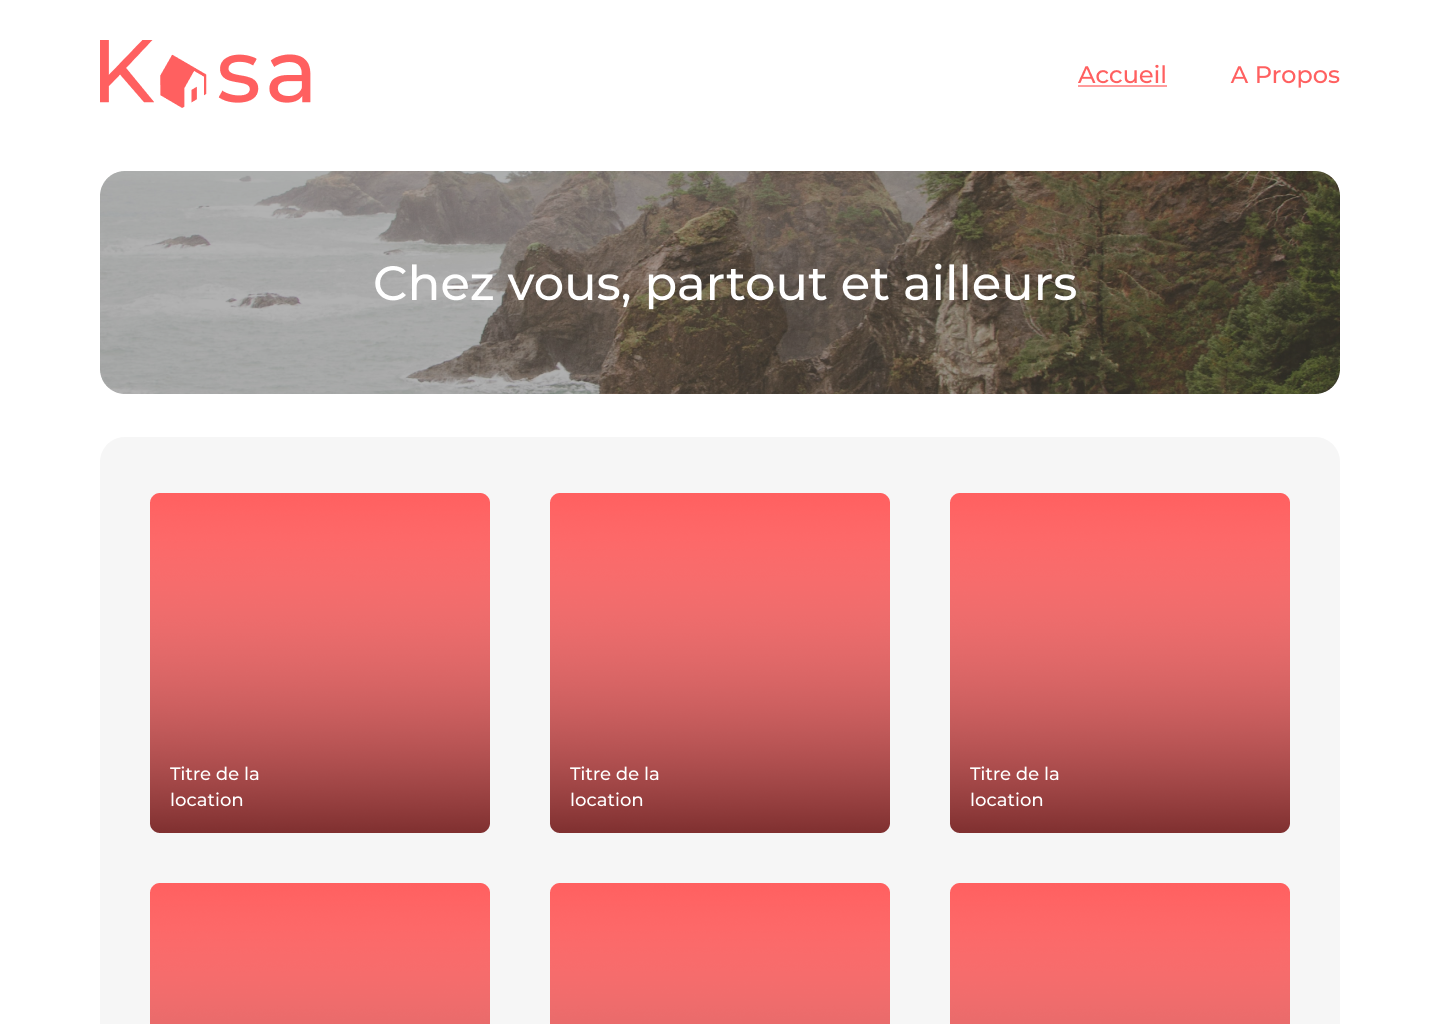 Kasa
Accueil
A Propos
Chez vous, partout et ailleurs
Titre de la
location
Titre de la
location
Titre de la
location